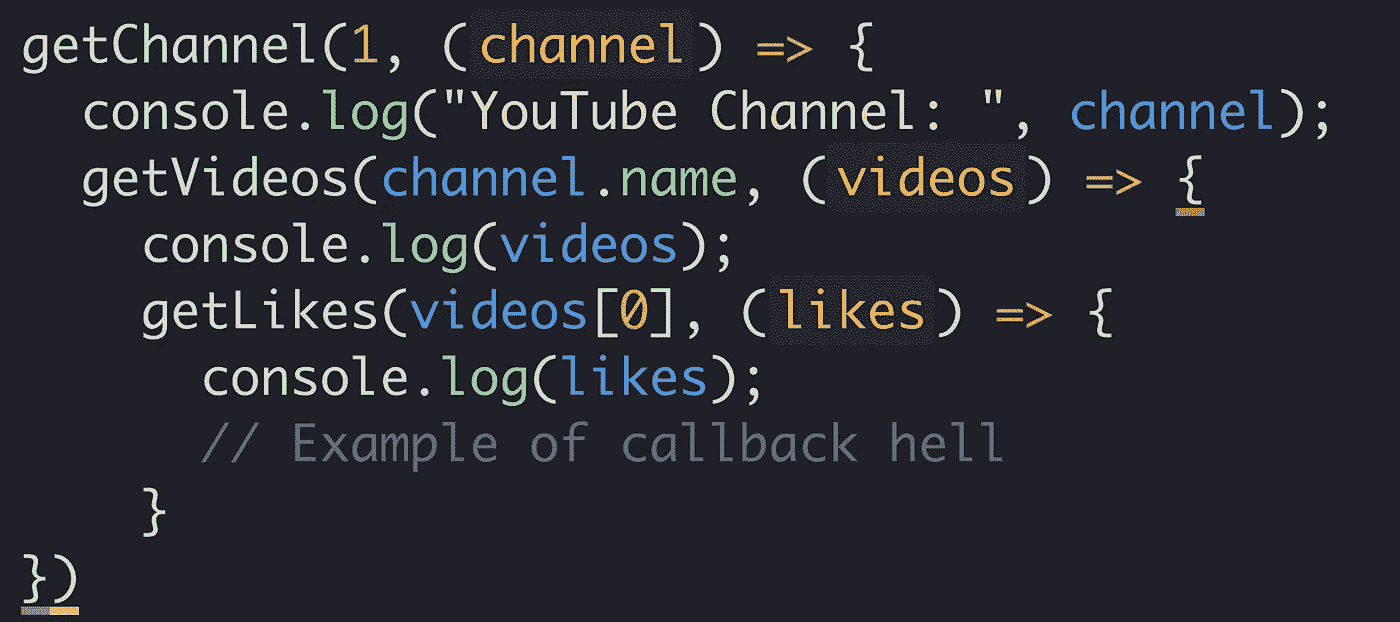 getChannel(1, (channel) => {
  console.log("YouTube Channel: ", channel);
  getVideos(channel.name, (videos) => {
    console.log(videos);
    getLikes(videos[0], (likes) => {
      console.log(likes);
      // Example of callback hell
    }
})